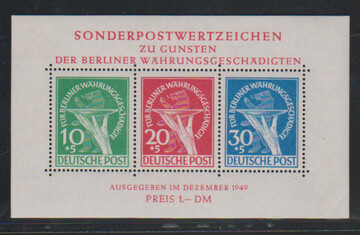 SONDERPOSTWERTZEICHEN
ZU GUNSTEN
DER BERLINER WÄHRUNGSGESCHÄDIGTEN
FÜR BERLINER WÄHRUNGSGESCHÄDIGTE
10
+5
DEUTSCHE POST
FÜR BERLINER WÄHRUNGSGESCHÄDIGTE
20
+5
DEUTSCHE POST
FÜR BERLINER WÄHRUNGSGESCHÄDIGTE
30
+5
DEUTSCHE POST
AUSGEGEBEN IM DEZEMBER 1949
PREIS 1.— DM